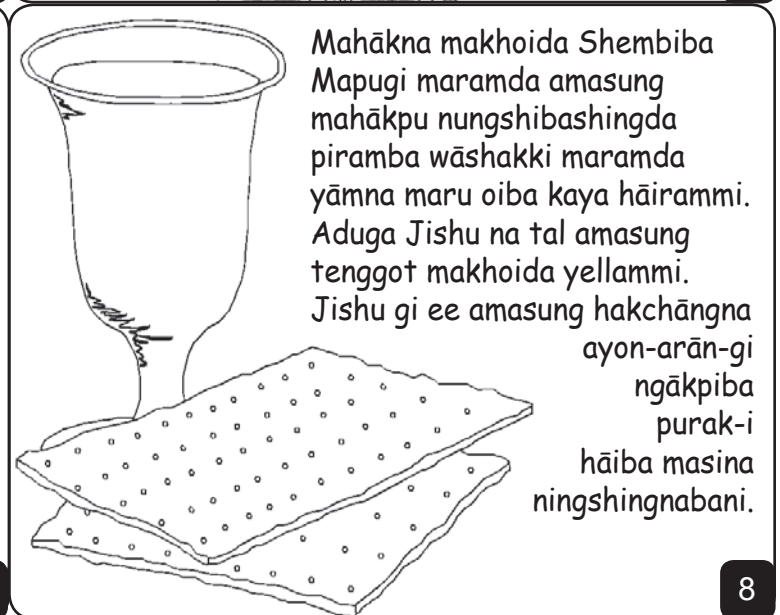 Mahākna makhoida Shembiba
Mapugi maramda amasung
mahākpu nungshibashingda
piramba wāshakki maramda
yāmna maru oiba kaya hāirammi.
Aduga Jishu na tal amasung
tenggot makhoida yellammi.
Jishu gi ee amasung hakchāngna
ayon-arān-gi
ngākpiba
purak-i
hāiba masina
ningshingnabani.
8